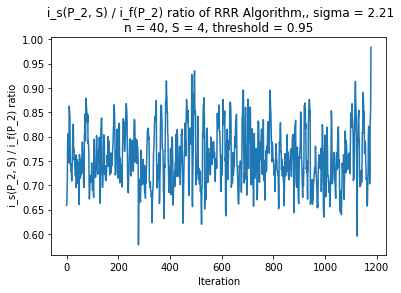 i_s(P_2, S) / i_f(P_2) ratio of RRR Algorithm,, sigma = 2.21
n = 40, S = 4, threshold = 0.95
i_s(P_2, S) / i_f(P_2) ratio
1.00
0.95
0.90
0.85
0.80
0.75
0.70
0.65
0.60
0 200 400 600 800 1000 1200
Iteration